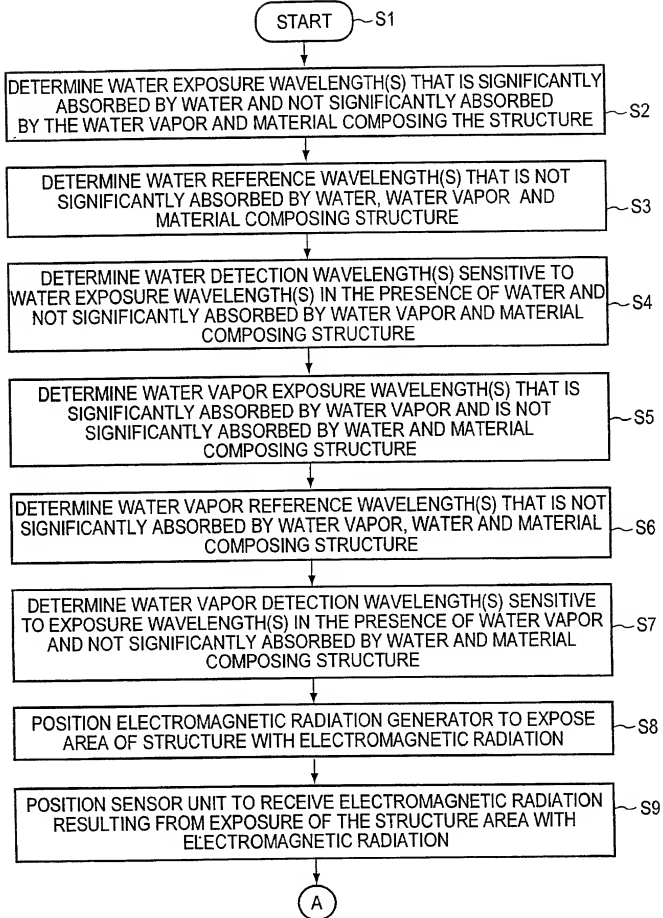 START
S1
DETERMINE WATER EXPOSURE WAVELENGTH(S) THAT IS SIGNIFICANTLY
ABSORBED BY WATER AND NOT SIGNIFICANTLY ABSORBED
BY THE WATER VAPOR AND MATERIAL COMPOSING THE STRUCTURE
S2
DETERMINE WATER REFERENCE WAVELENGTH(S) THAT IS NOT
SIGNIFICANTLY ABSORBED BY WATER, WATER VAPOR AND
MATERIAL COMPOSING STRUCTURE
S3
DETERMINE WATER DETECTION WAVELENGTH(S) SENSITIVE TO
WATER EXPOSURE WAVELENGTH(S) IN THE PRESENCE OF WATER AND
NOT SIGNIFICANTLY ABSORBED BY WATER VAPOR AND MATERIAL
COMPOSING STRUCTURE
S4
DETERMINE WATER VAPOR EXPOSURE WAVELENGTH(S) THAT IS
SIGNIFICANTLY ABSORBED BY WATER VAPOR AND IS NOT
SIGNIFICANTLY ABSORBED BY WATER AND MATERIAL
COMPOSING STRUCTURE
S5
DETERMINE WATER VAPOR REFERENCE WAVELENGTH(S) THAT IS NOT
SIGNIFICANTLY ABSORBED BY WATER VAPOR, WATER AND MATERIAL
COMPOSING STRUCTURE
S6
DETERMINE WATER VAPOR DETECTION WAVELENGTH(S) SENSITIVE
TO EXPOSURE WAVELENGTH(S) IN THE PRESENCE OF WATER VAPOR
AND NOT SIGNIFICANTLY ABSORBED BY WATER AND MATERIAL
COMPOSING STRUCTURE
S7
POSITION ELECTROMAGNETIC RADIATION GENERATOR TO EXPOSE
AREA OF STRUCTURE WITH ELECTROMAGNETIC RADIATION
S8
POSITION SENSOR UNIT TO RECEIVE ELECTROMAGNETIC RADIATION
RESULTING FROM EXPOSURE OF THE STRUCTURE AREA WITH
ELECTROMAGNETIC RADIATION
S9
A